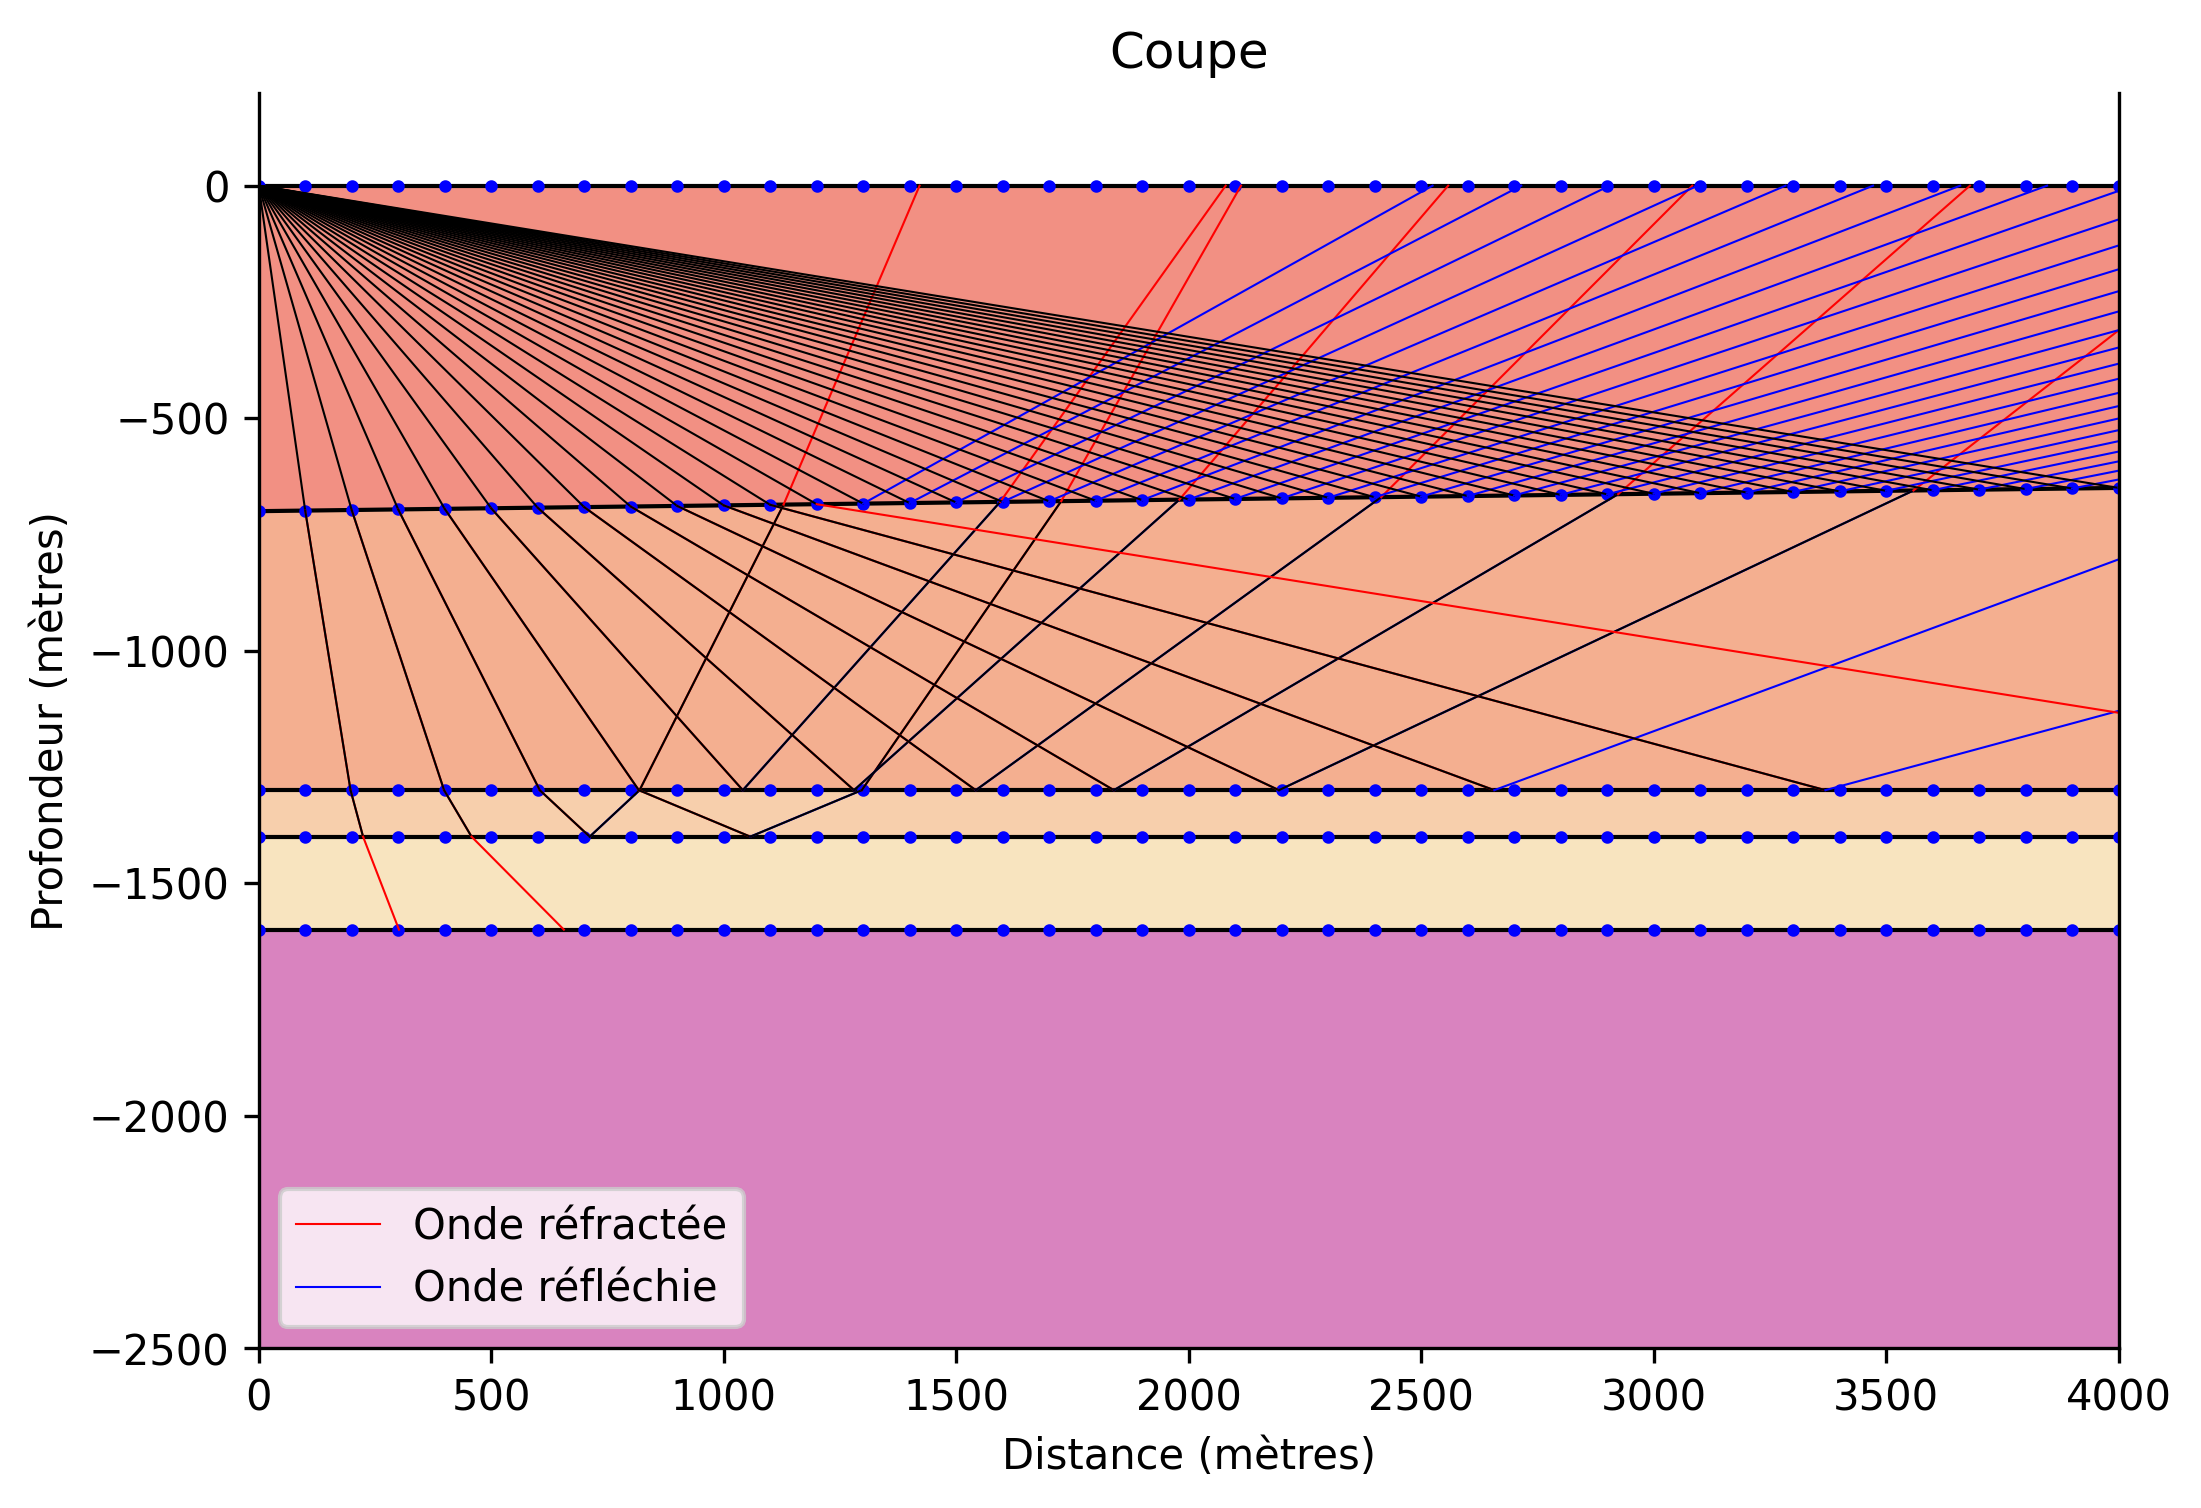 Coupe
0
−500
−1000
−1500
−2000
−2500
Profondeur (mètres)
Onde réfractée
Onde réfléchie
0 500 1000 1500 2000 2500 3000 3500 4000
Distance (mètres)